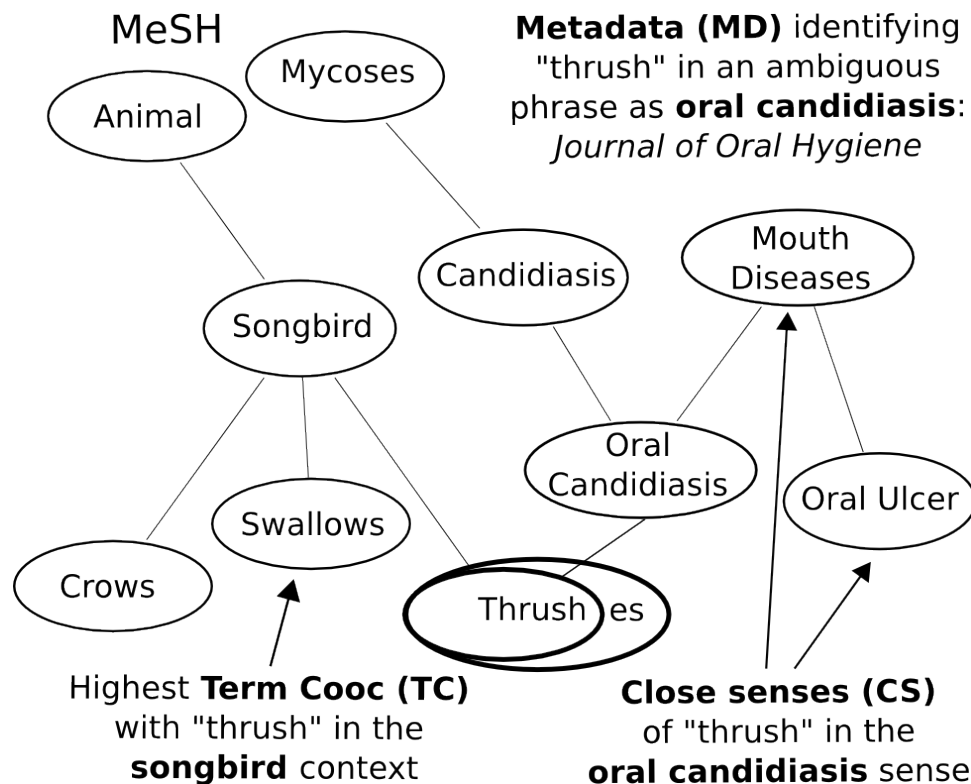 MeSH
Metadata (MD) identifying
"thrush" in an ambiguous
phrase as oral candidiasis:
Journal of Oral Hygiene
Mycoses
Animal
Mouth
Diseases
Candidiasis
Songbird
Oral
Candidiasis
Oral Ulcer
Swallows
Crows
Thrush es
Highest Term Cooc (TC)
with "thrush" in the
songbird context
Close senses (CS)
of "thrush" in the
oral candidiasis sense